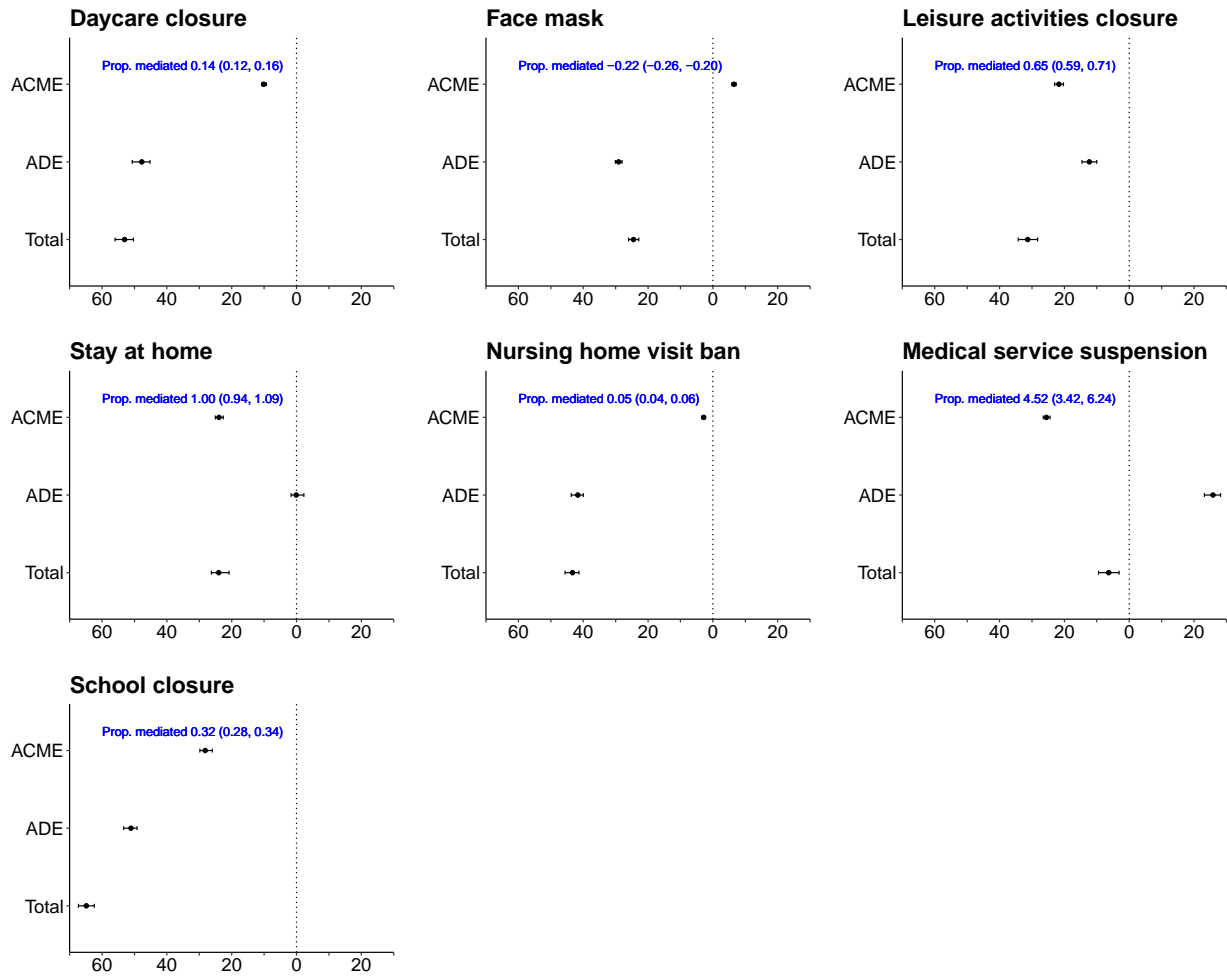 Daycare closure
Prop. mediated 0.14 (0.12, 0.16)
ACME
ADE
Total
60 40 20 0 20
Face mask
Prop. mediated −0.22 (−0.26, −0.20)
ACME
ADE
Total
60 40 20 0 20
Leisure activities closure
Prop. mediated 0.65 (0.59, 0.71)
ACME
ADE
Total
60 40 20 0 20
Stay at home
Prop. mediated 1.00 (0.94, 1.09)
ACME
ADE
Total
60 40 20 0 20
Nursing home visit ban
Prop. mediated 0.05 (0.04, 0.06)
ACME
ADE
Total
60 40 20 0 20
Medical service suspension
Prop. mediated 4.52 (3.42, 6.24)
ACME
ADE
Total
60 40 20 0 20
School closure
Prop. mediated 0.32 (0.28, 0.34)
ACME
ADE
Total
60 40 20 0 20